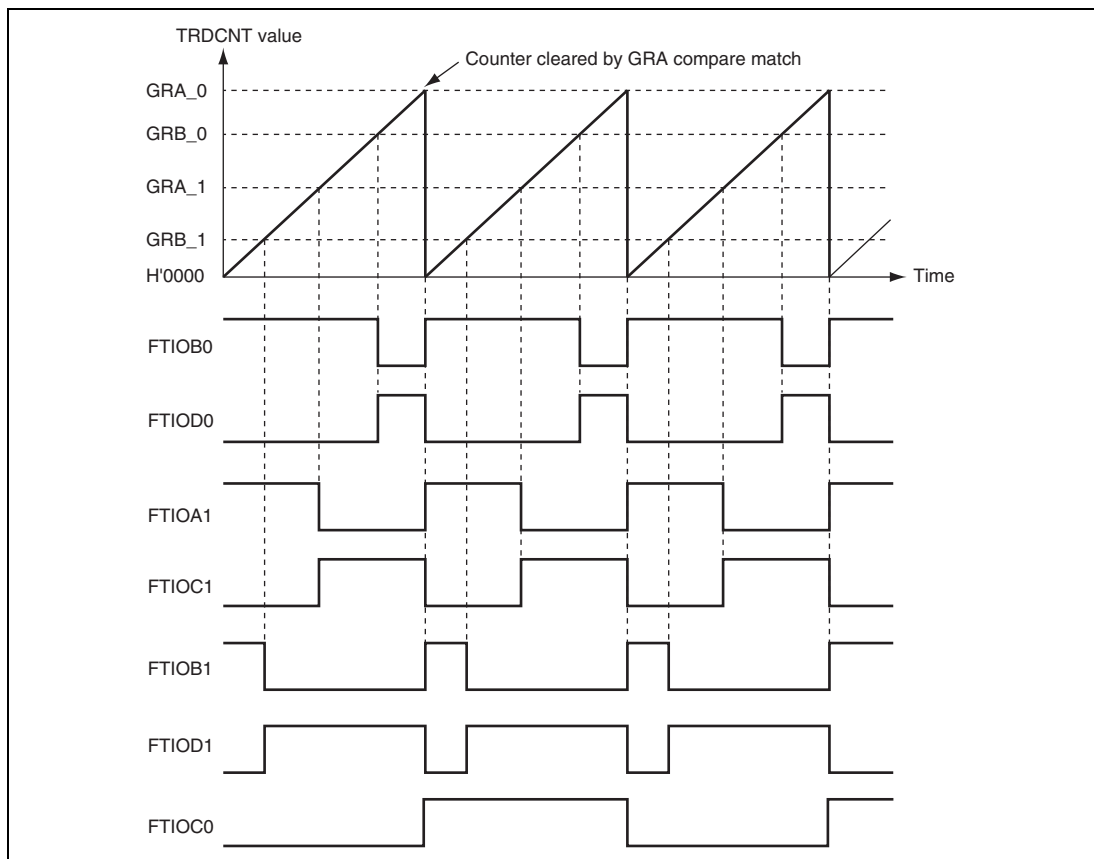 TRDCNT value
Counter cleared by GRA compare match
GRA_0
GRB_0
GRA_1
GRB_1
H'0000
Time
FTIOB0
FTIOD0
FTIOA1
FTIOC1
FTIOB1
FTIOD1
FTIOC0